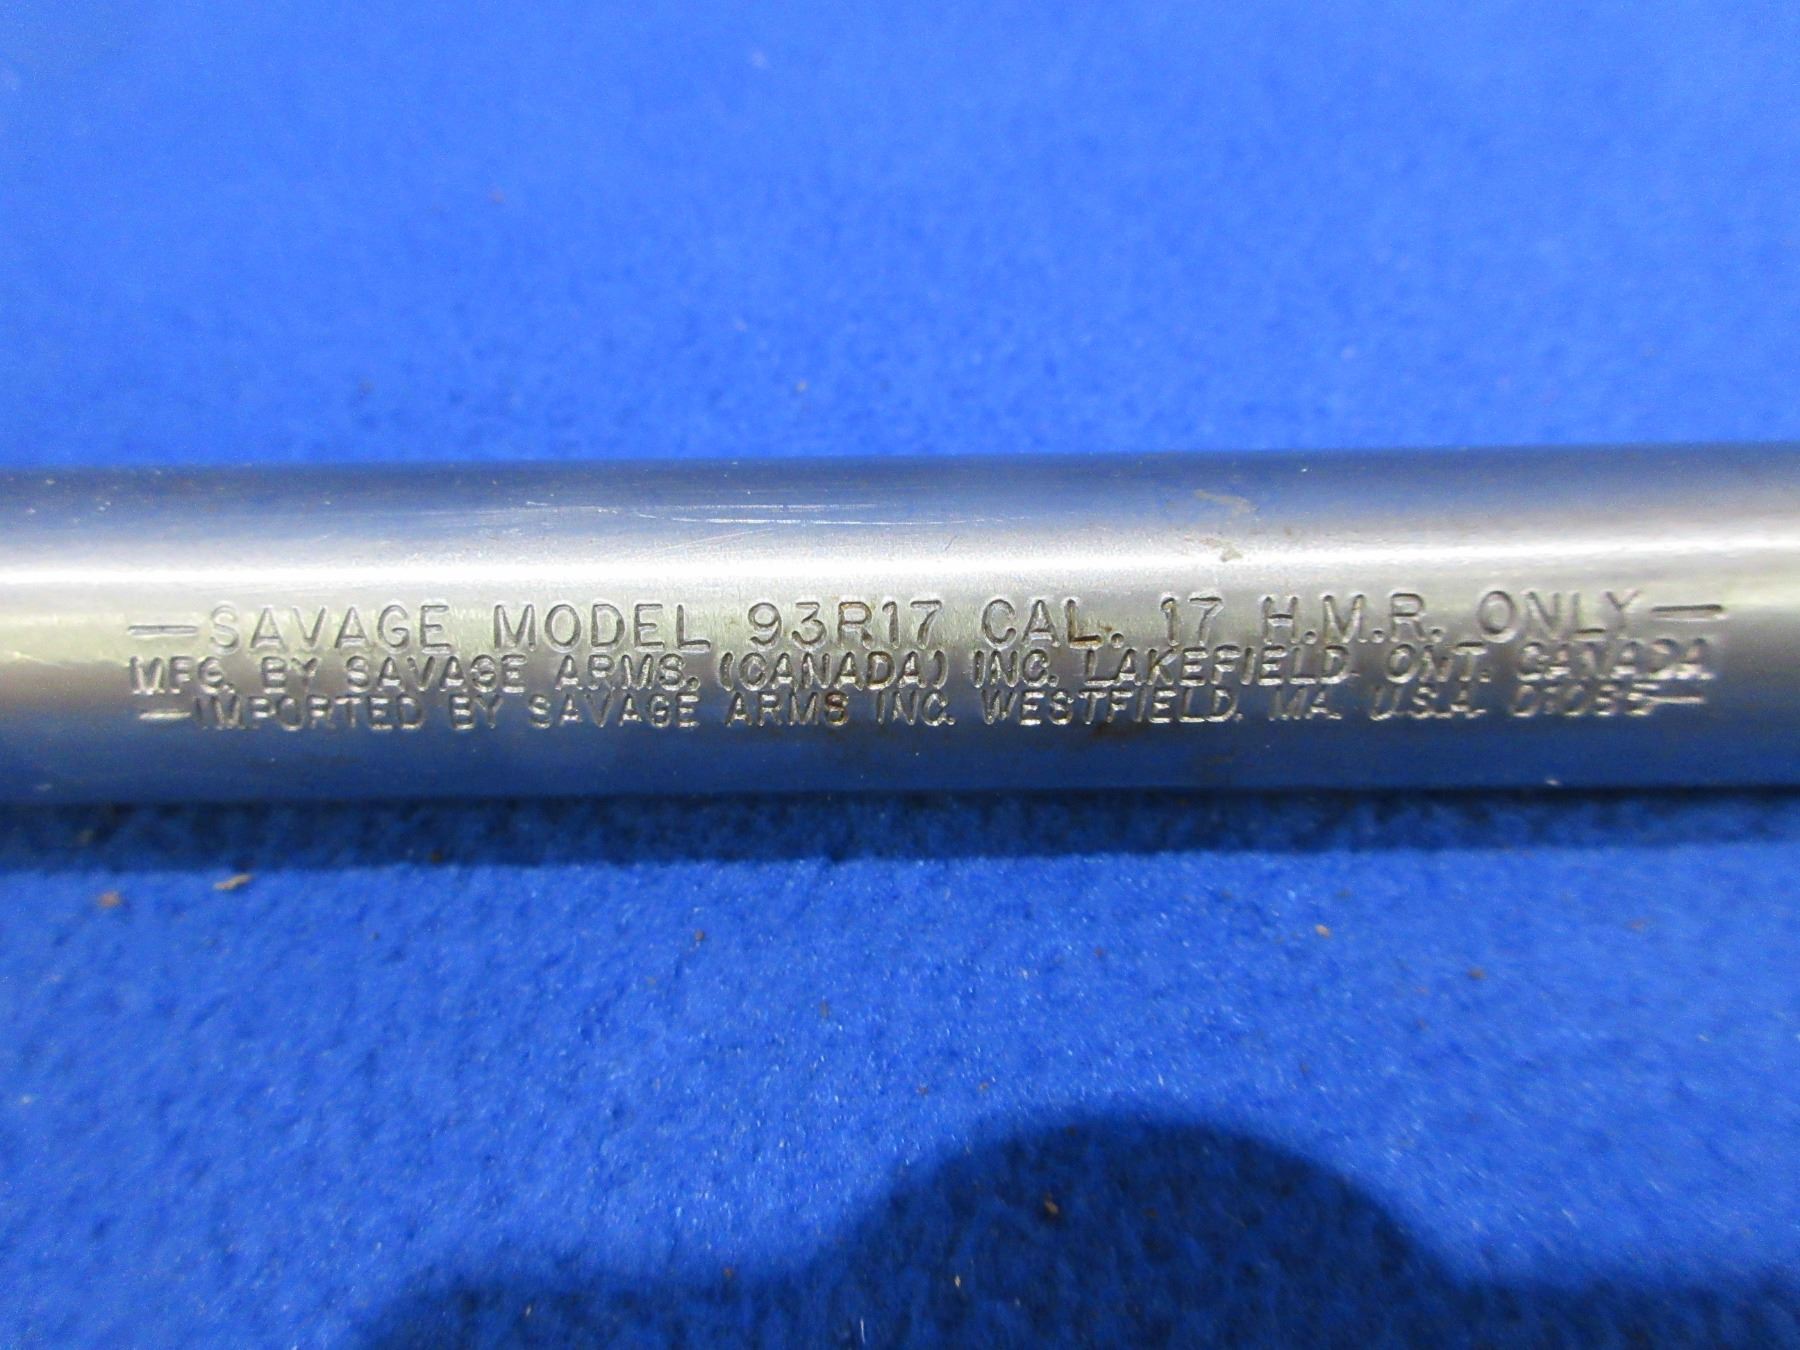 —SAVAGE MODEL 93R17 CAL. 17 H.M.R. ONLY—
MFG. BY SAVAGE ARMS. (CANADA) INC. LAKEFIELD. ONT. CANADA
—IMPORTED BY SAVAGE ARMS INC. WESTFIELD. MA. U.S.A. 01085—